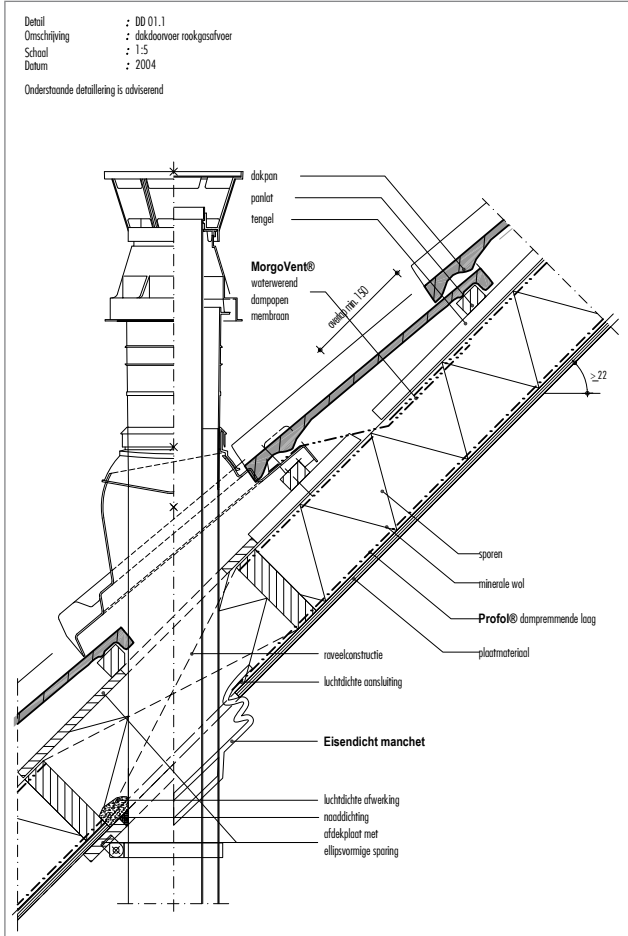 Detail : DD 01.1
Omschrijving : dakdoorvoer rookgasafvoer
Schaal : 1:5
Datum : 2004
Onderstaande detaillering is adviserend
dakpan
panlat
tengel
MorgoVent®
waterwerend
dampopen
membraan
overlap min. 150
≥22
sporen
minerale wol
Profol® dampremmende laag
plaatmateriaal
raveelconstructie
luchtdichte aansluiting
Eisendicht manchet
luchtdichte afwerking
naaddichting
afdekplaat met
ellipsvormige sparing